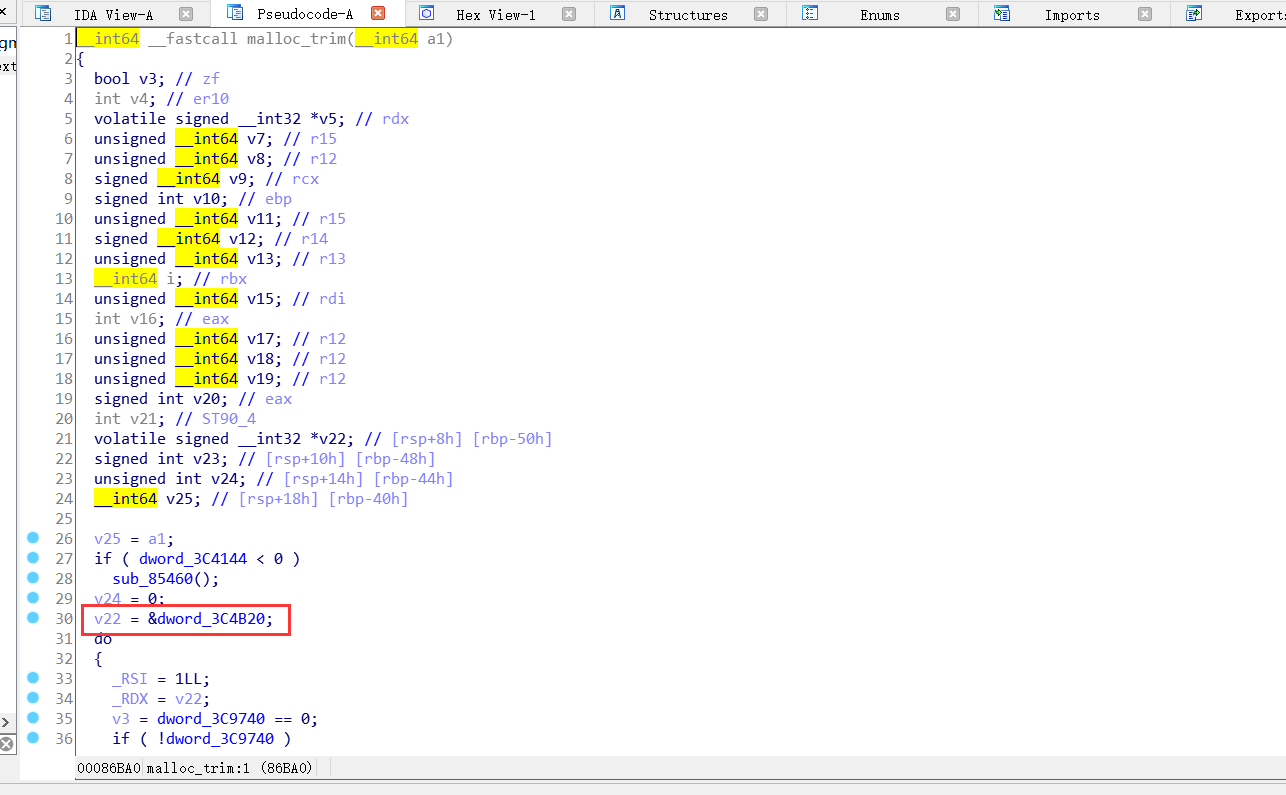 IDA View-A
Pseudocode-A
Hex View-1
Structures
Enums
Imports
Export
1 __int64 __fastcall malloc_trim(__int64 a1)
2 {
3 bool v3; // zf
4 int v4; // er10
5 volatile signed __int32 *v5; // rdx
6 unsigned __int64 v7; // r15
7 unsigned __int64 v8; // r12
8 signed __int64 v9; // rcx
9 signed int v10; // ebp
10 unsigned __int64 v11; // r15
11 signed __int64 v12; // r14
12 unsigned __int64 v13; // r13
13 __int64 i; // rbx
14 unsigned __int64 v15; // rdi
15 int v16; // eax
16 unsigned __int64 v17; // r12
17 unsigned __int64 v18; // r12
18 unsigned __int64 v19; // r12
19 signed int v20; // eax
20 int v21; // ST90_4
21 volatile signed __int32 *v22; // [rsp+8h] [rbp-50h]
22 signed int v23; // [rsp+10h] [rbp-48h]
23 unsigned int v24; // [rsp+14h] [rbp-44h]
24 __int64 v25; // [rsp+18h] [rbp-40h]
25
26 v25 = a1;
27 if ( dword_3C4144 < 0 )
28 sub_85460();
29 v24 = 0;
30 v22 = &dword_3C4B20;
31 do
32 {
33 _RSI = 1LL;
34 _RDX = v22;
35 v3 = dword_3C9740 == 0;
36 if ( !dword_3C9740 )
00086BA0 malloc_trim:1 (86BA0)